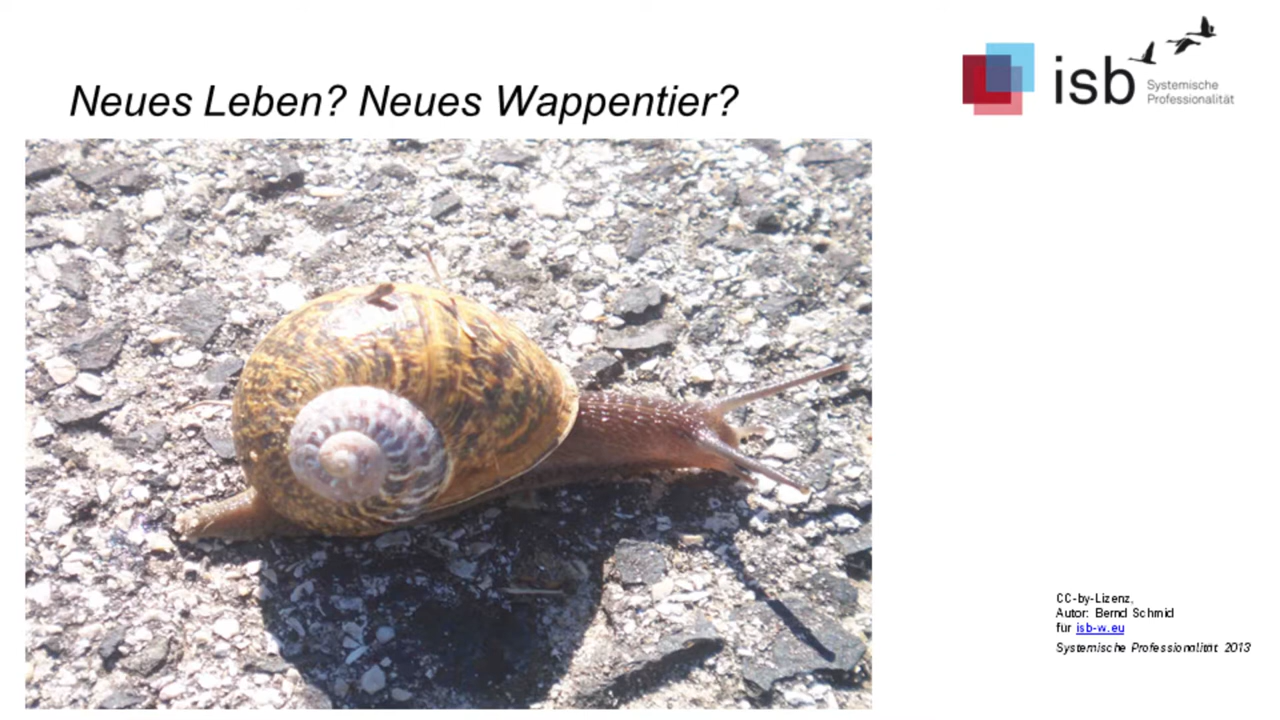 Neues Leben? Neues Wappentier?
isb
Systemische
Professionalität
CC-by-Lizenz,
Autor: Bernd Schmid
für isb-w.eu
Systemische Professionalität 2013